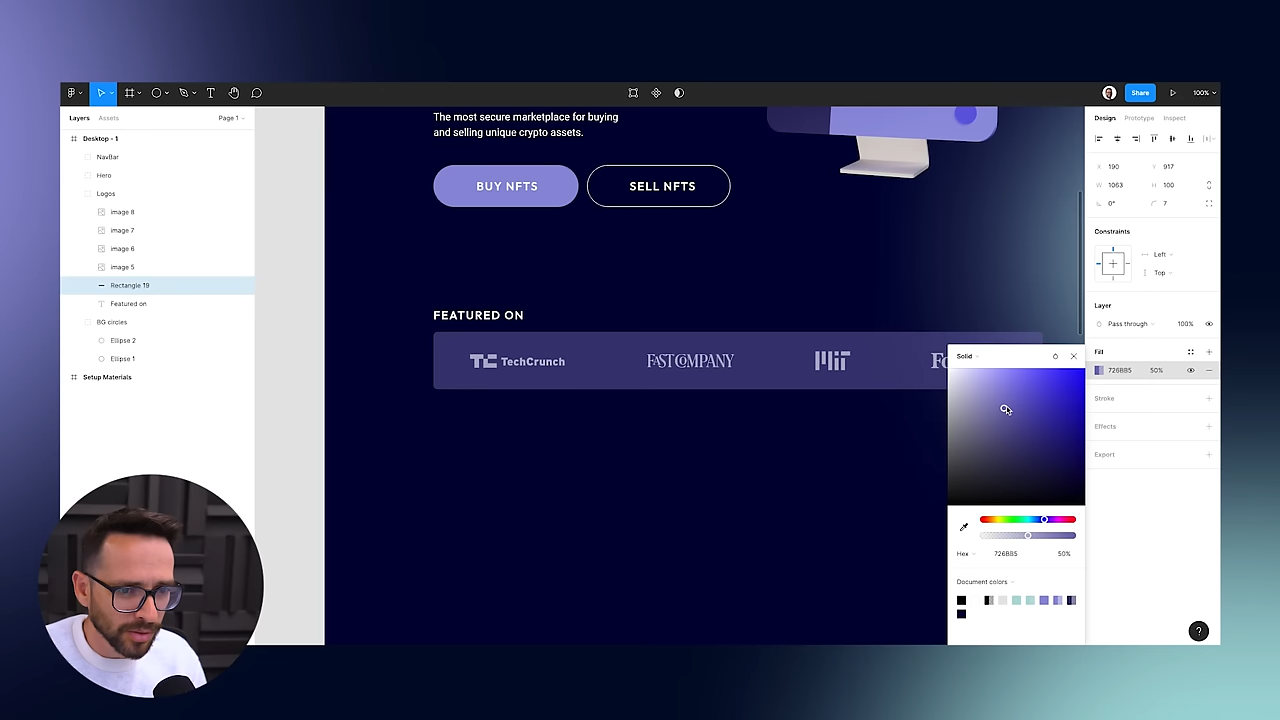 Share
100%
Layers
Assets
Page 1
Desktop - 1
NavBar
Hero
Logos
image 8
image 7
image 6
image 5
Rectangle 19
Featured on
BG circles
Ellipse 2
Ellipse 1
Setup Materials
The most secure marketplace for buying
and selling unique crypto assets.
BUY NFTS
SELL NFTS
FEATURED ON
TechCrunch
FAST COMPANY
MIT
Fo
Solid
Hex
726BB5
50%
Document colors
Design
Prototype
Inspect
X 190
Y 917
W 1063
H 100
0°
7
Constraints
Left
Top
Layer
Pass through
100%
Fill
726BB5
50%
Stroke
Effects
Export
?